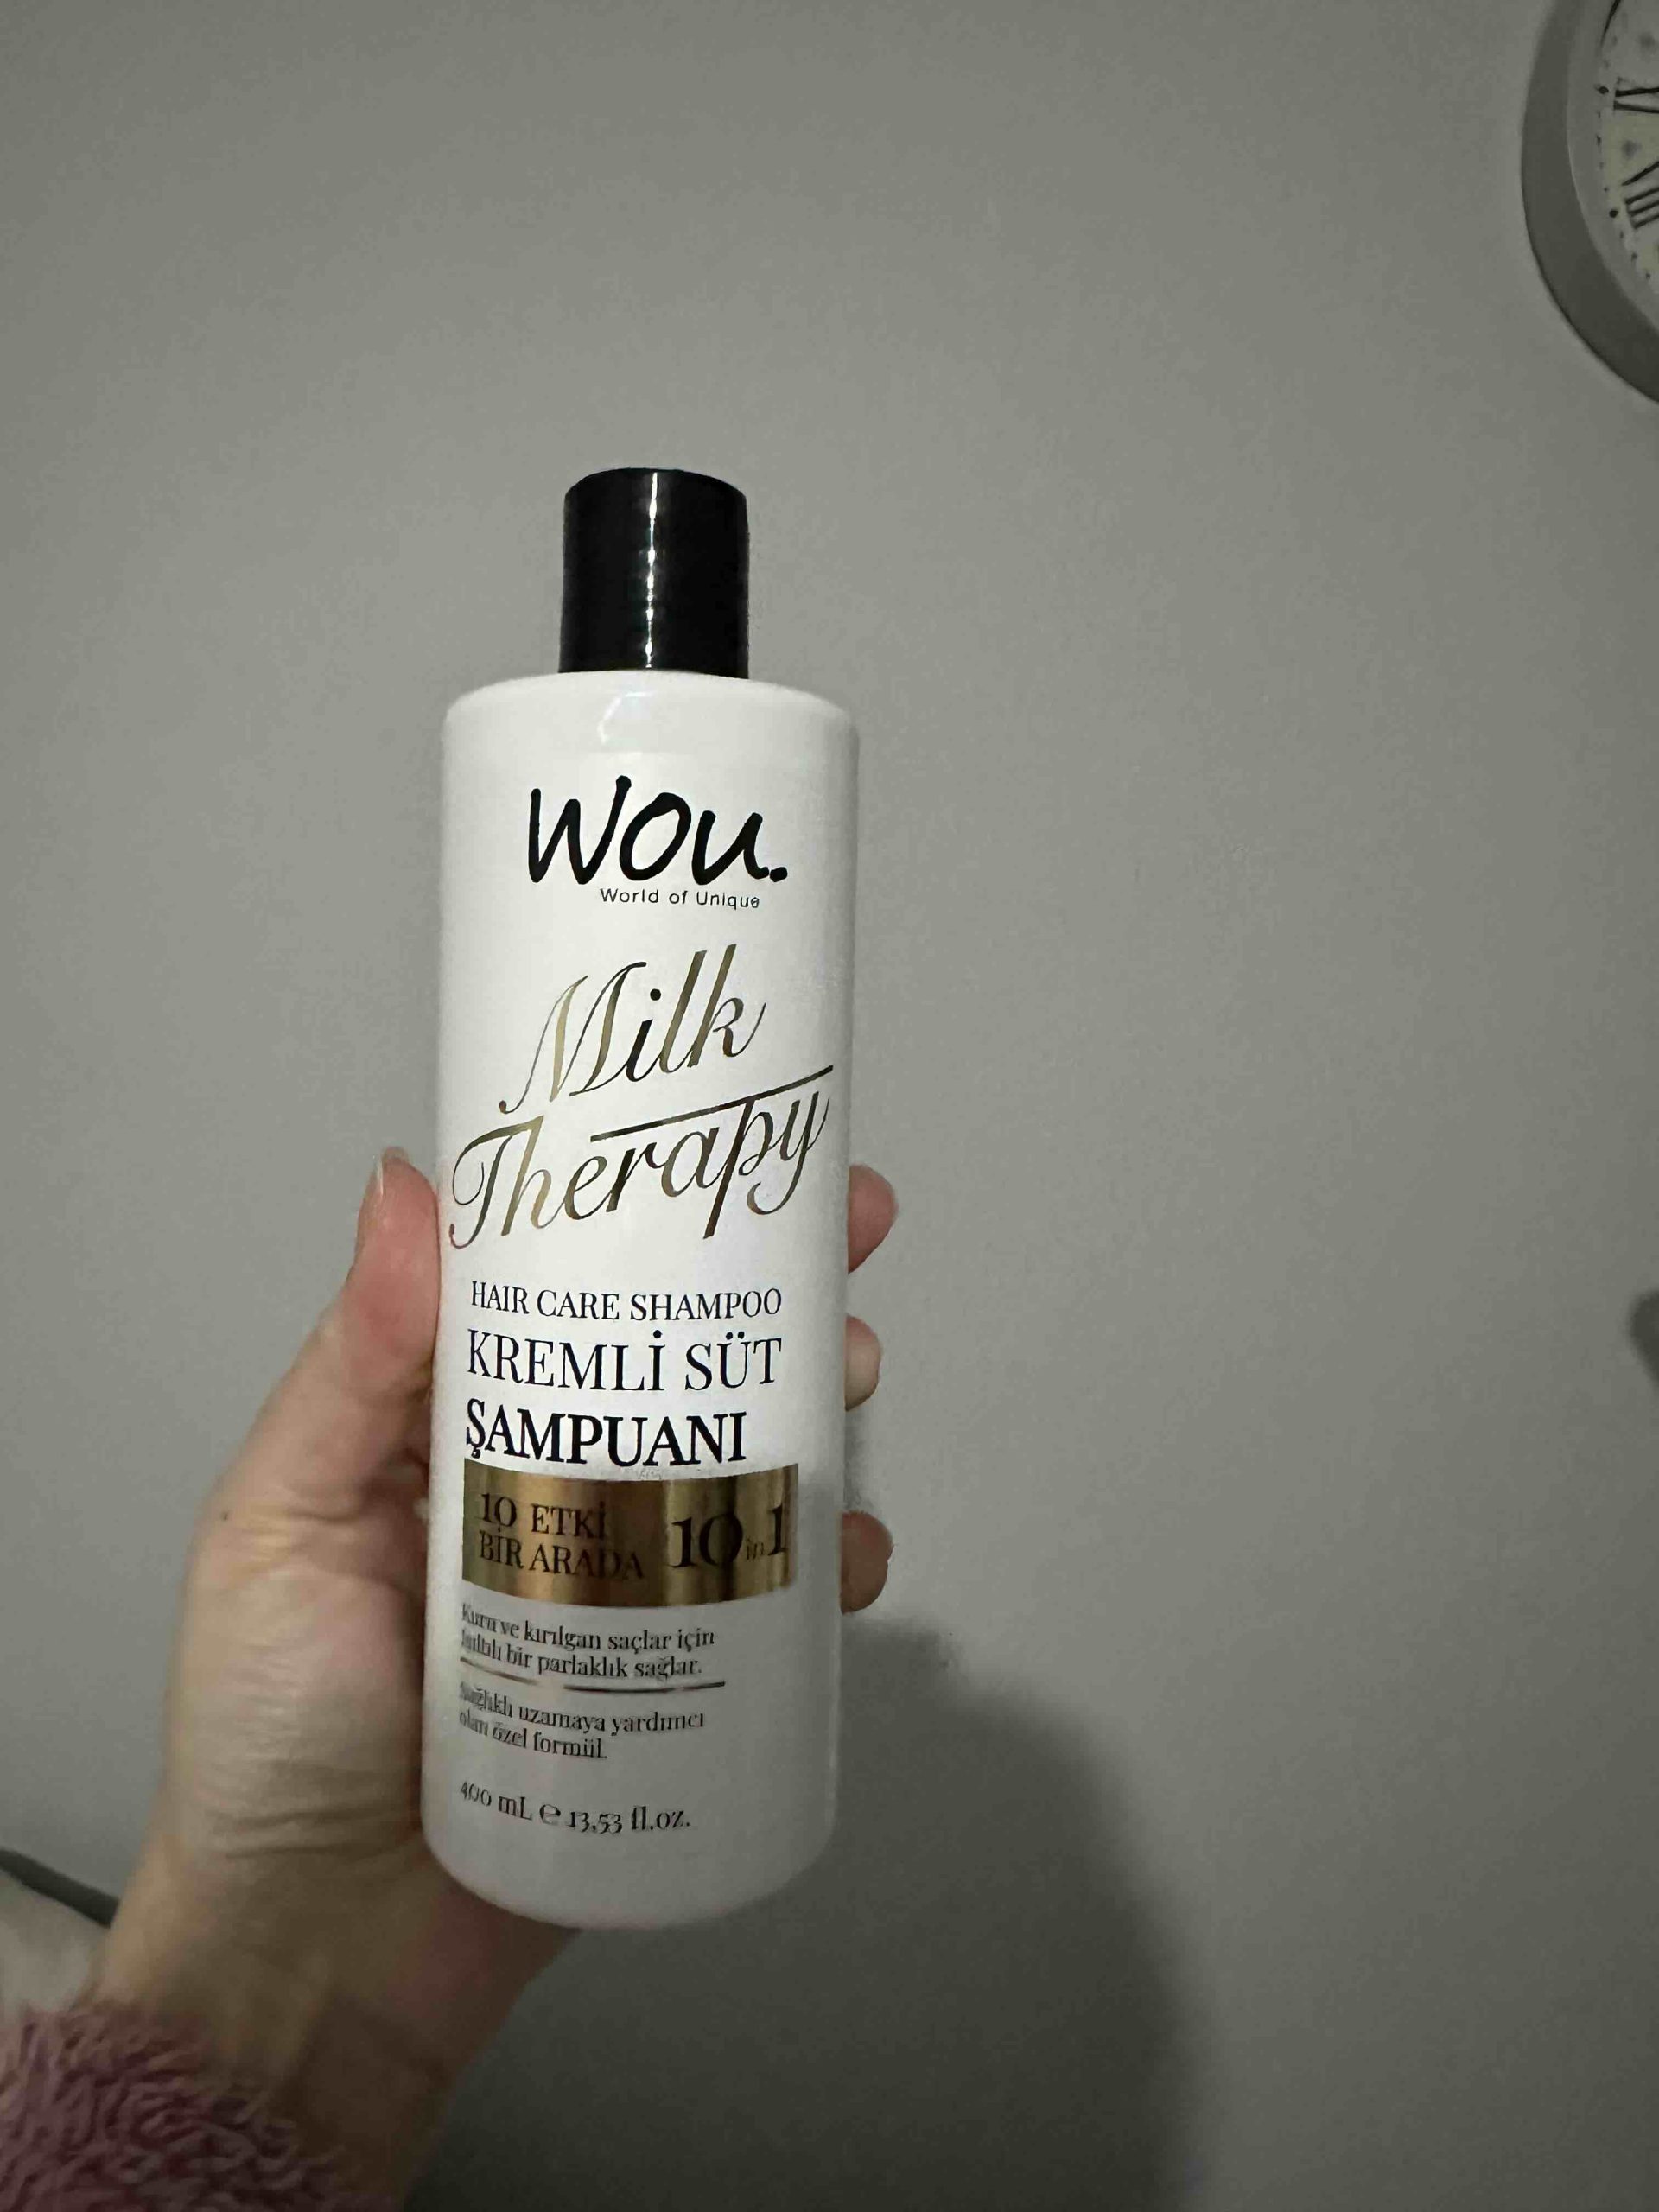 wou.
World of Unique
Milk
Therapy
HAIR CARE SHAMPOO
KREMLİ SÜT
ŞAMPUANI
10 ETKİ
BİR ARADA
10 in 1
Kuru ve kırılgan saçlar için
ışıltılı bir parlaklık sağlar.
Sağlıklı uzamaya yardımcı
olan özel formül.
400 mL ℮ 13,53 fl.oz.